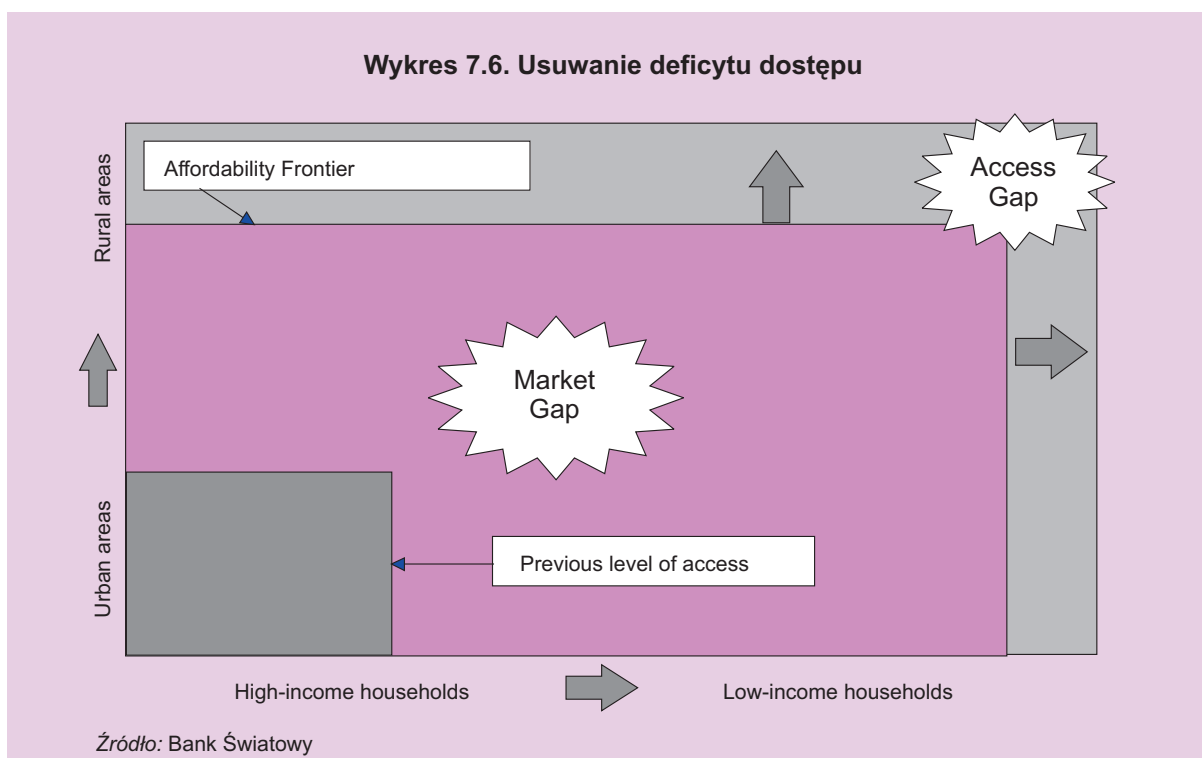 Wykres 7.6. Usuwanie deficytu dostępu
Rural areas
Affordability Frontier
Access
Gap
Market
Gap
Urban areas
Previous level of access
High-income households
Low-income households
Źródło: Bank Światowy